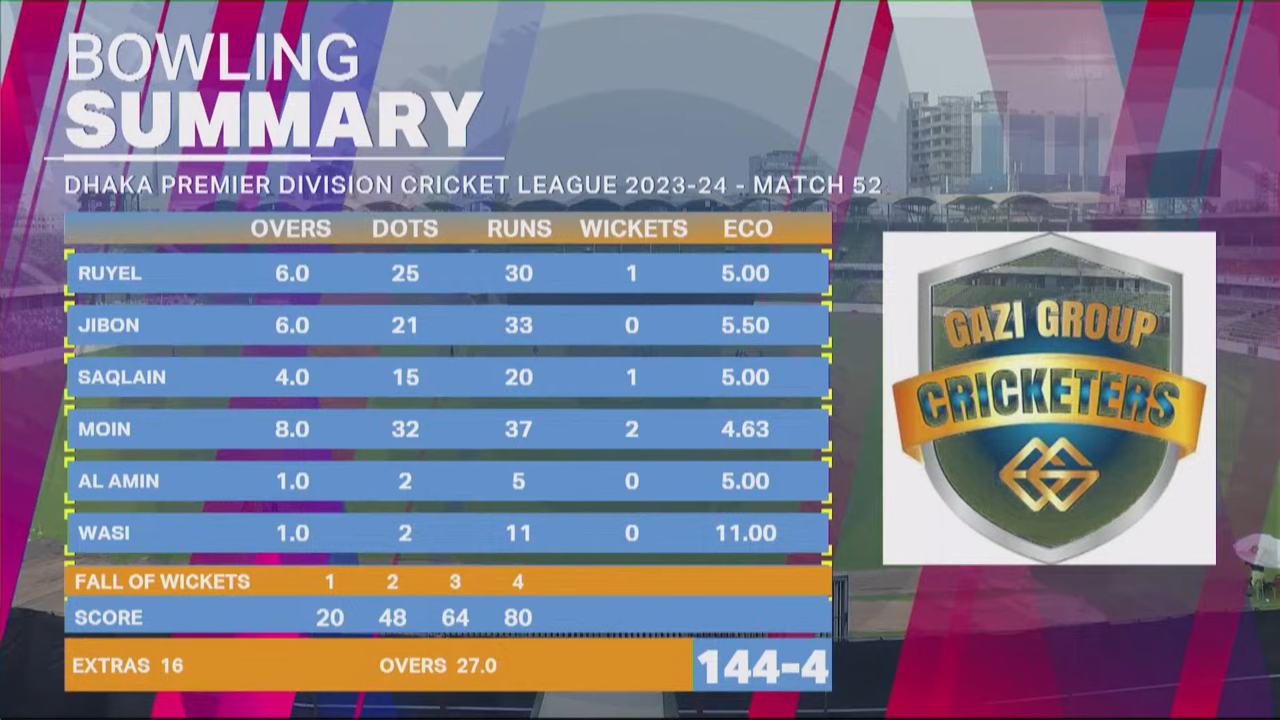 BOWLING
SUMMARY
DHAKA PREMIER DIVISION CRICKET LEAGUE 2023-24 - MATCH 52
OVERS DOTS RUNS WICKETS ECO
RUYEL 6.0 25 30 1 5.00
JIBON 6.0 21 33 0 5.50
SAQLAIN 4.0 15 20 1 5.00
MOIN 8.0 32 37 2 4.63
AL AMIN 1.0 2 5 0 5.00
WASI 1.0 2 11 0 11.00
FALL OF WICKETS 1 2 3 4
SCORE 20 48 64 80
EXTRAS 16 OVERS 27.0 144-4
GAZI GROUP
CRICKETERS